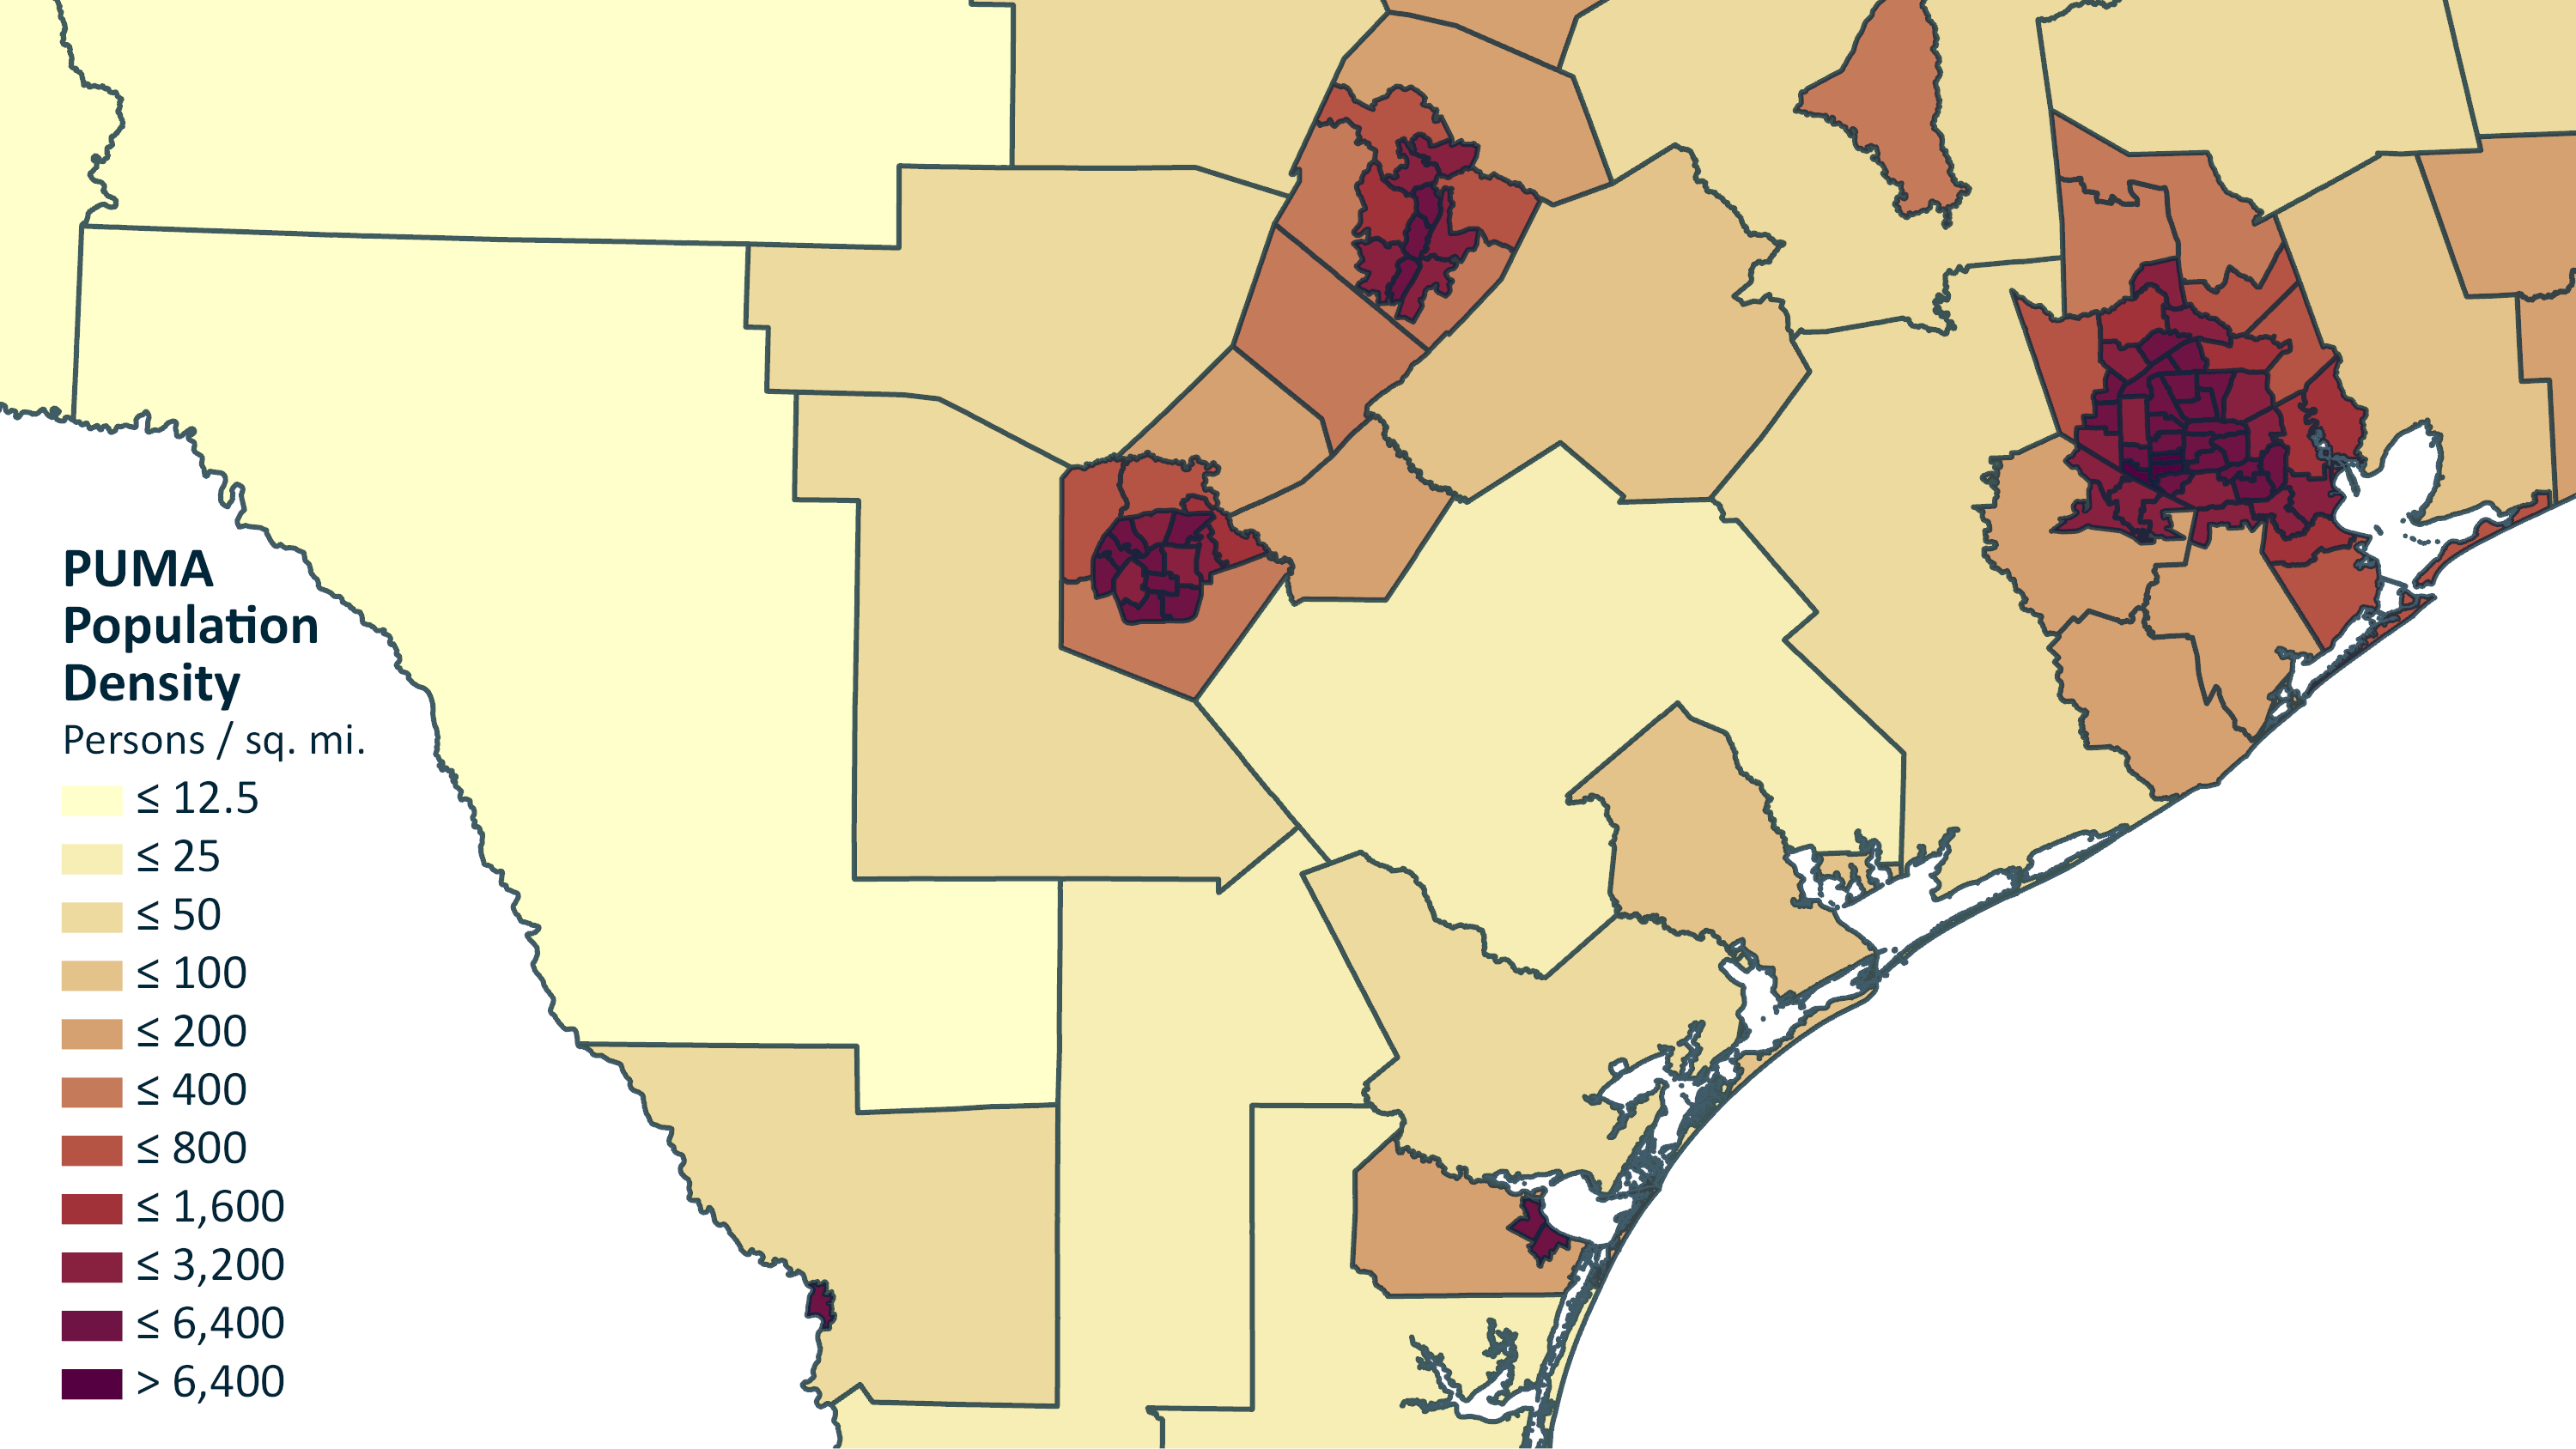 PUMA
Population
Density
Persons / sq. mi.
≤ 12.5
≤ 25
≤ 50
≤ 100
≤ 200
≤ 400
≤ 800
≤ 1,600
≤ 3,200
≤ 6,400
> 6,400